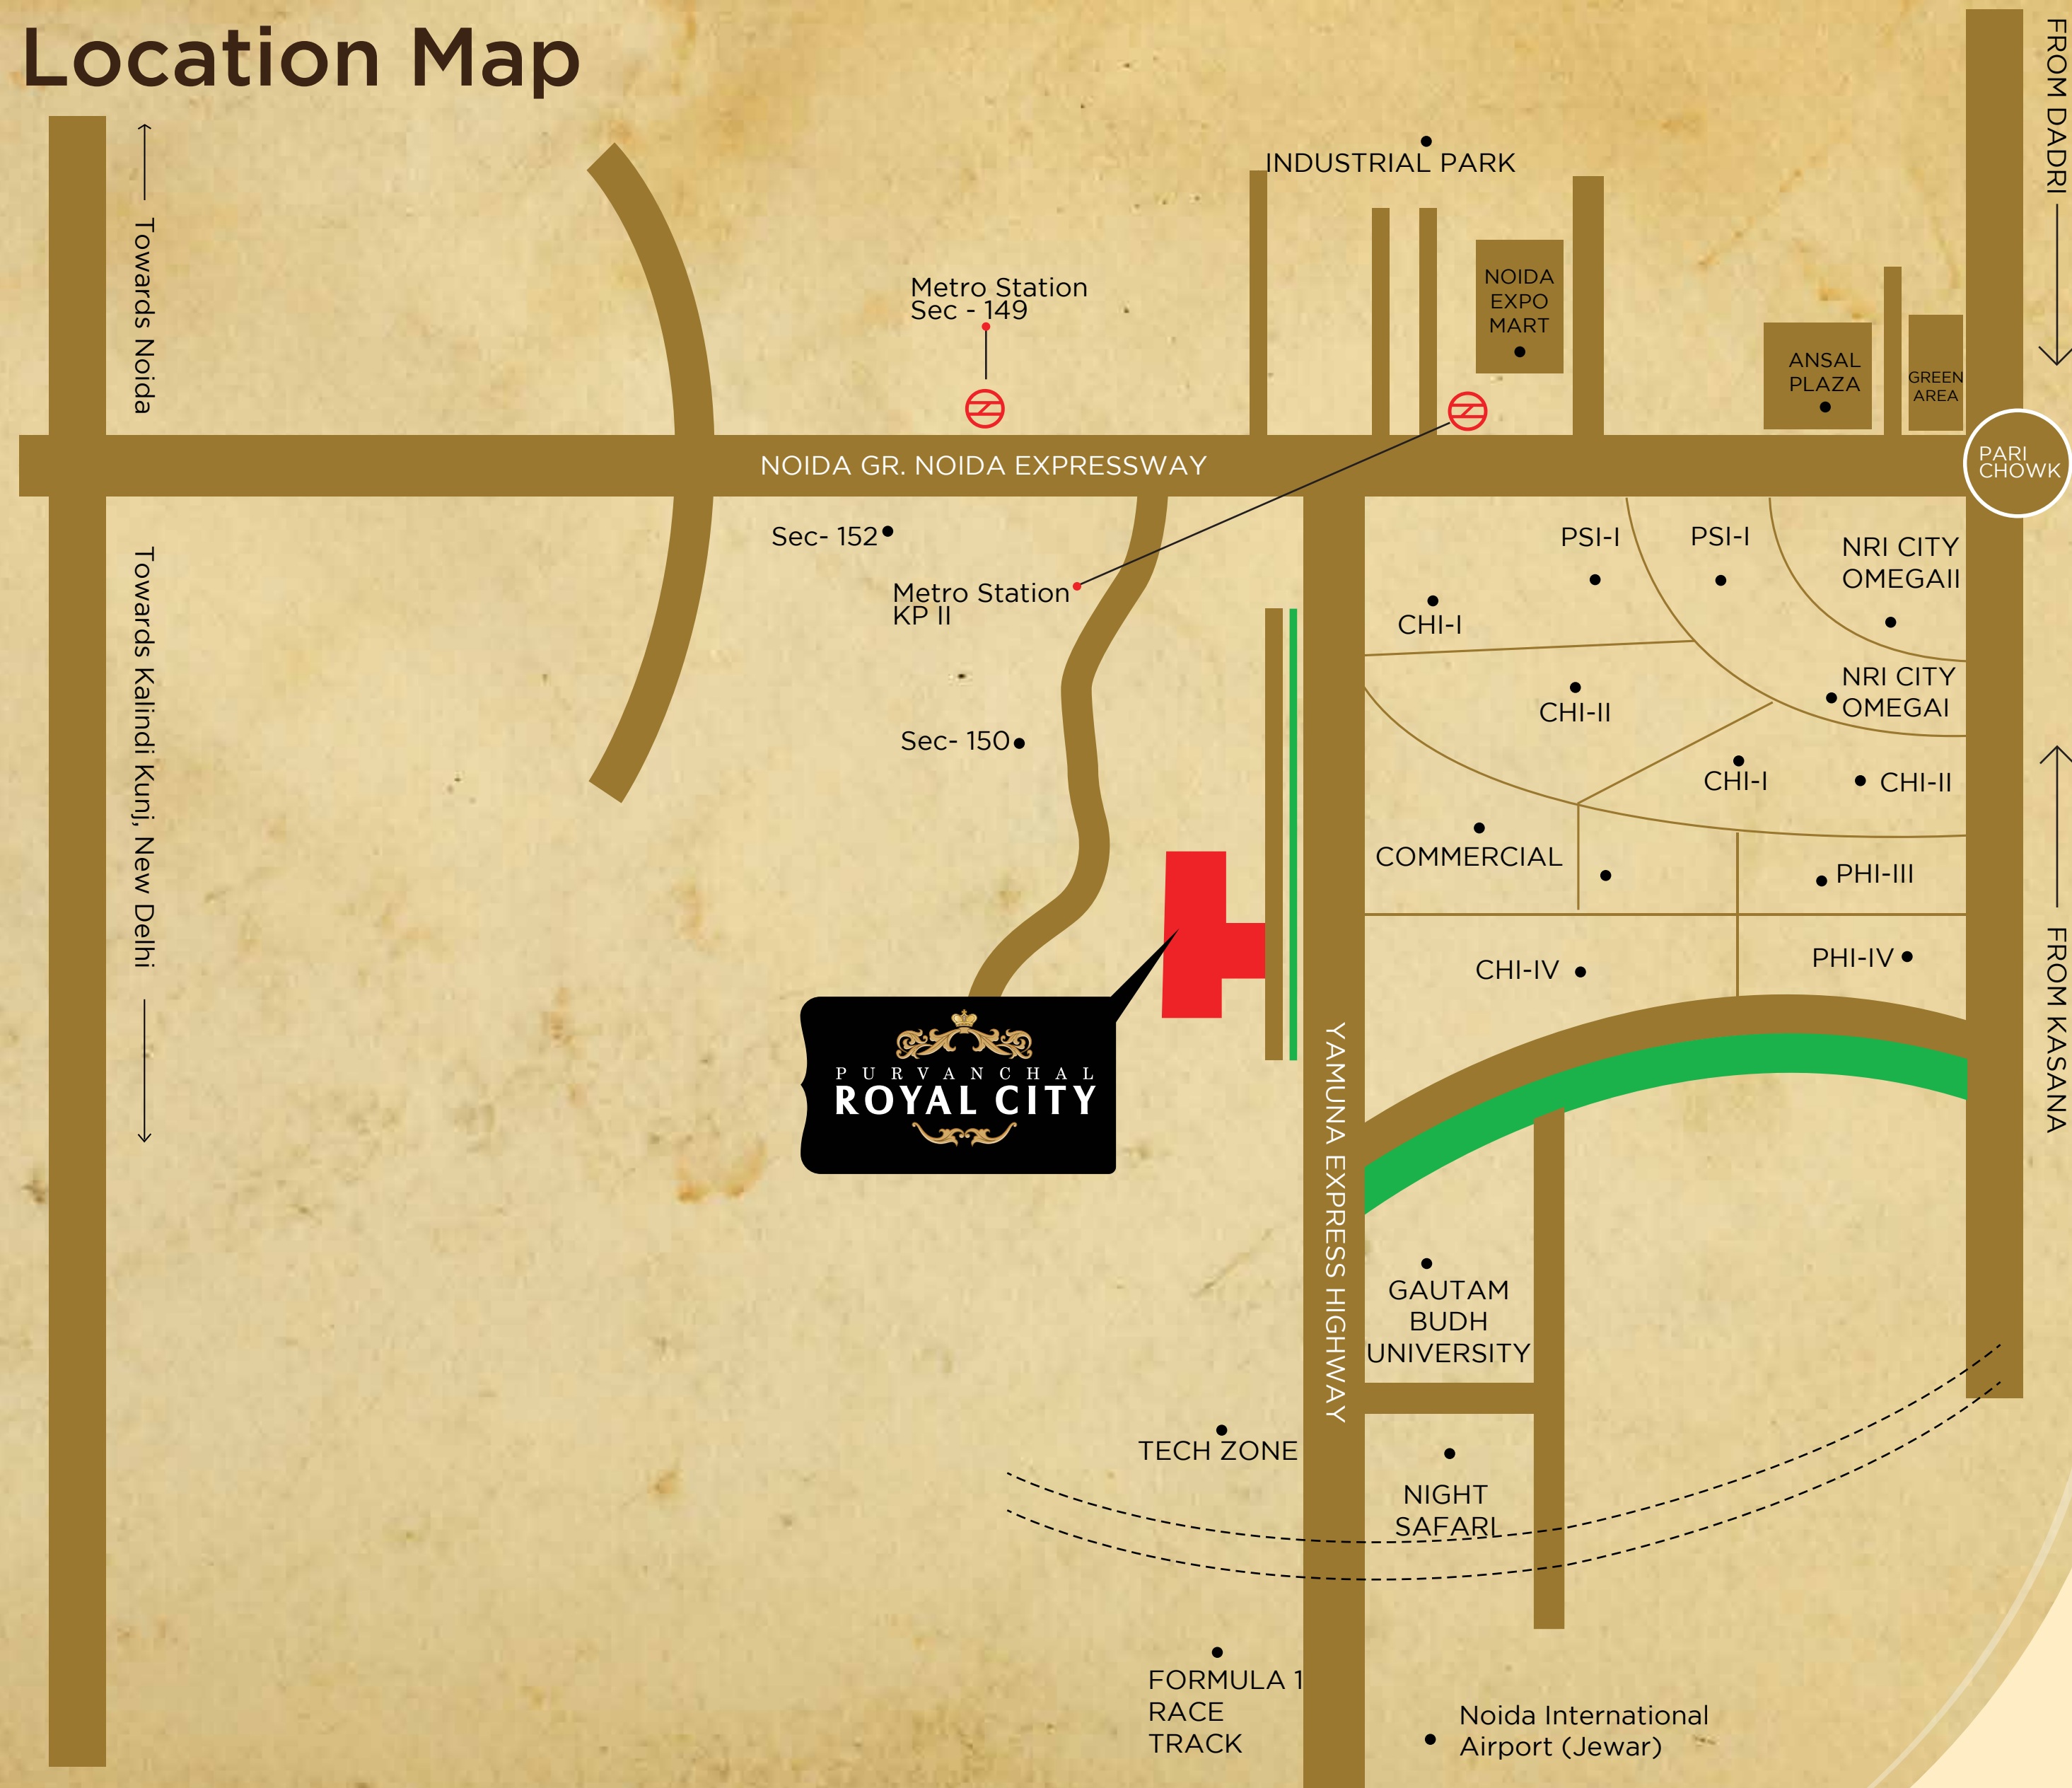 Location Map
FROM DADRI
Towards Noida
INDUSTRIAL PARK
Metro Station
Sec - 149
NOIDA
EXPO
MART
ANSAL
PLAZA
GREEN
AREA
NOIDA GR. NOIDA EXPRESSWAY
PARI
CHOWK
Sec- 152
Metro Station
KP II
Sec- 150
Towards Kalindi Kunj, New Delhi
PSI-I
PSI-I
NRI CITY
OMEGAII
CHI-I
NRI CITY
OMEGAI
CHI-II
CHI-I
CHI-II
COMMERCIAL
PHI-III
CHI-IV
PHI-IV
FROM KASANA
PURVANCHAL
ROYAL CITY
YAMUNA EXPRESS HIGHWAY
GAUTAM
BUDH
UNIVERSITY
TECH ZONE
NIGHT
SAFARI
FORMULA 1
RACE
TRACK
Noida International
Airport (Jewar)